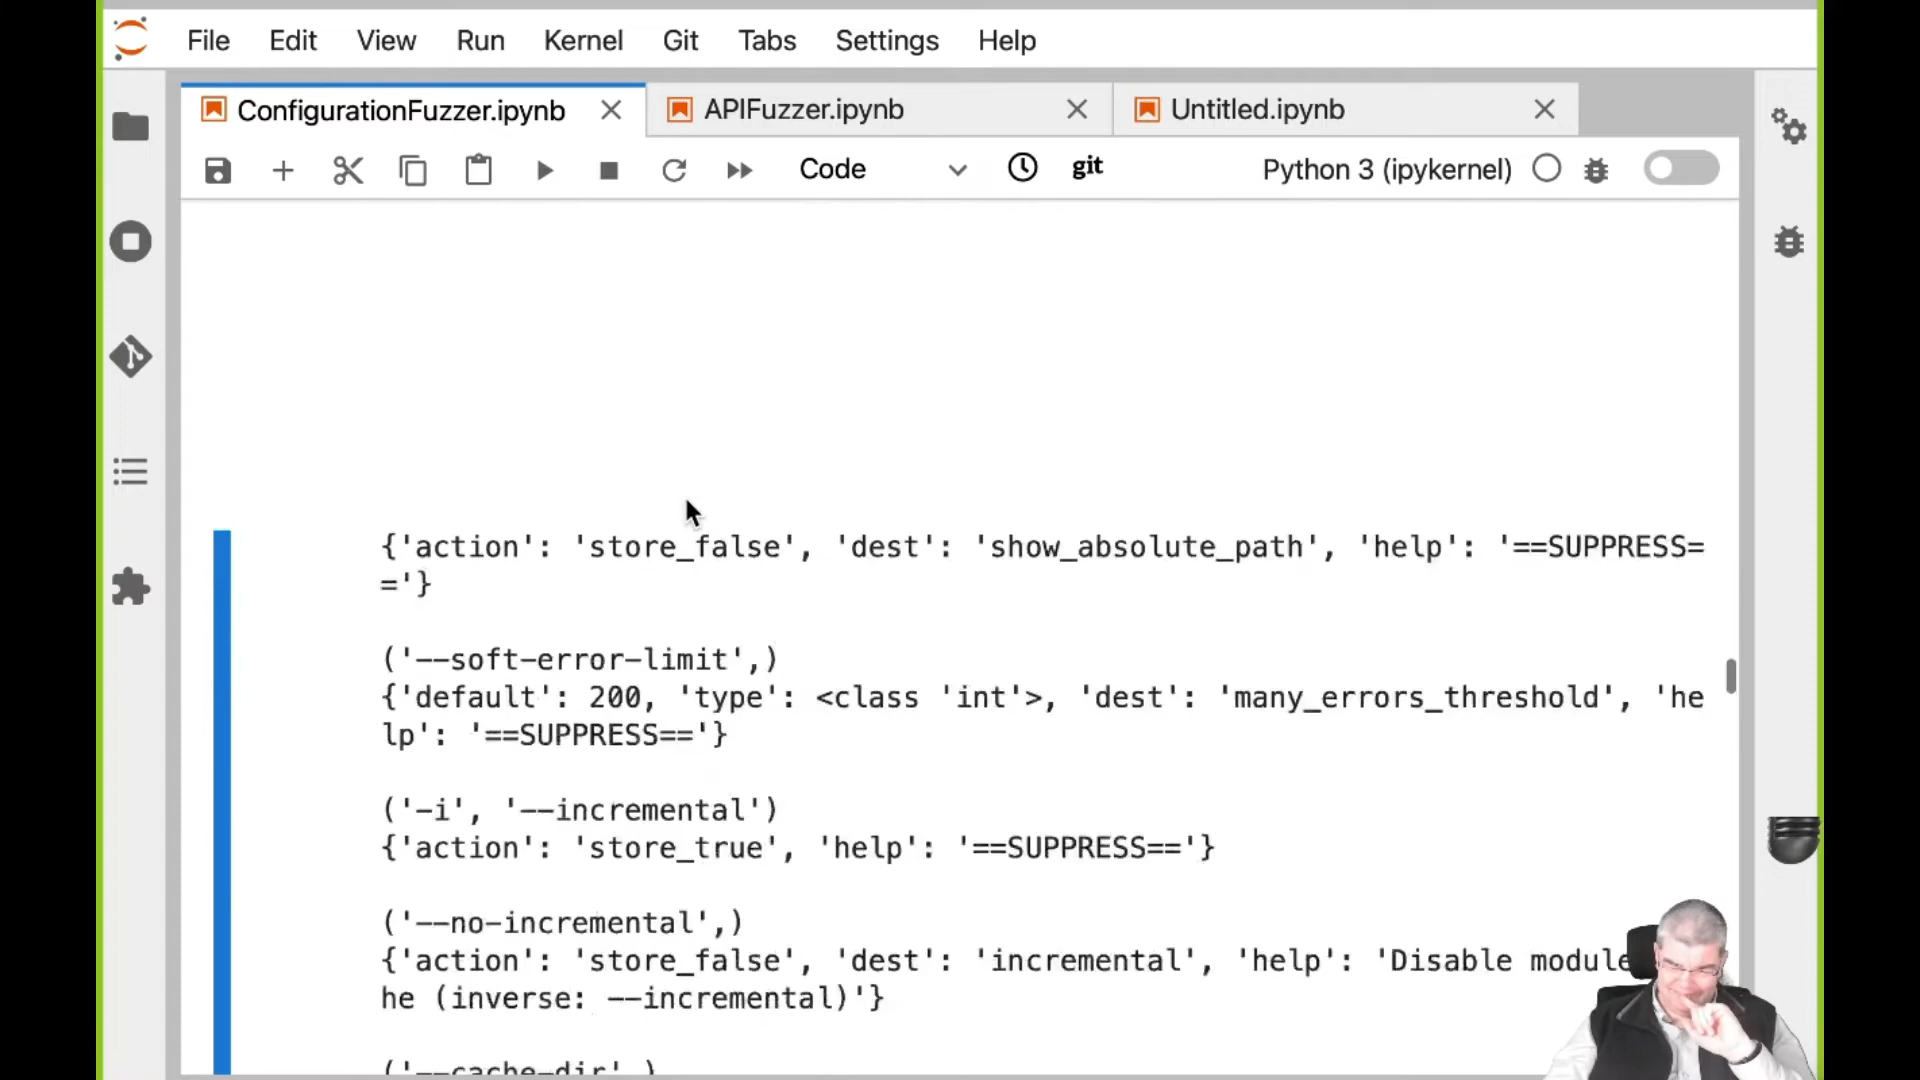 File Edit View Run Kernel Git Tabs Settings Help
ConfigurationFuzzer.ipynb APIFuzzer.ipynb Untitled.ipynb
Code git Python 3 (ipykernel)
{'action': 'store_false', 'dest': 'show_absolute_path', 'help': '==SUPPRESS=
='}
('--soft-error-limit',)
{'default': 200, 'type': <class 'int'>, 'dest': 'many_errors_threshold', 'he
lp': '==SUPPRESS=='}
('-i', '--incremental')
{'action': 'store_true', 'help': '==SUPPRESS=='}
('--no-incremental',)
{'action': 'store_false', 'dest': 'incremental', 'help': 'Disable module
he (inverse: --incremental)'}
('--cache-dir',)